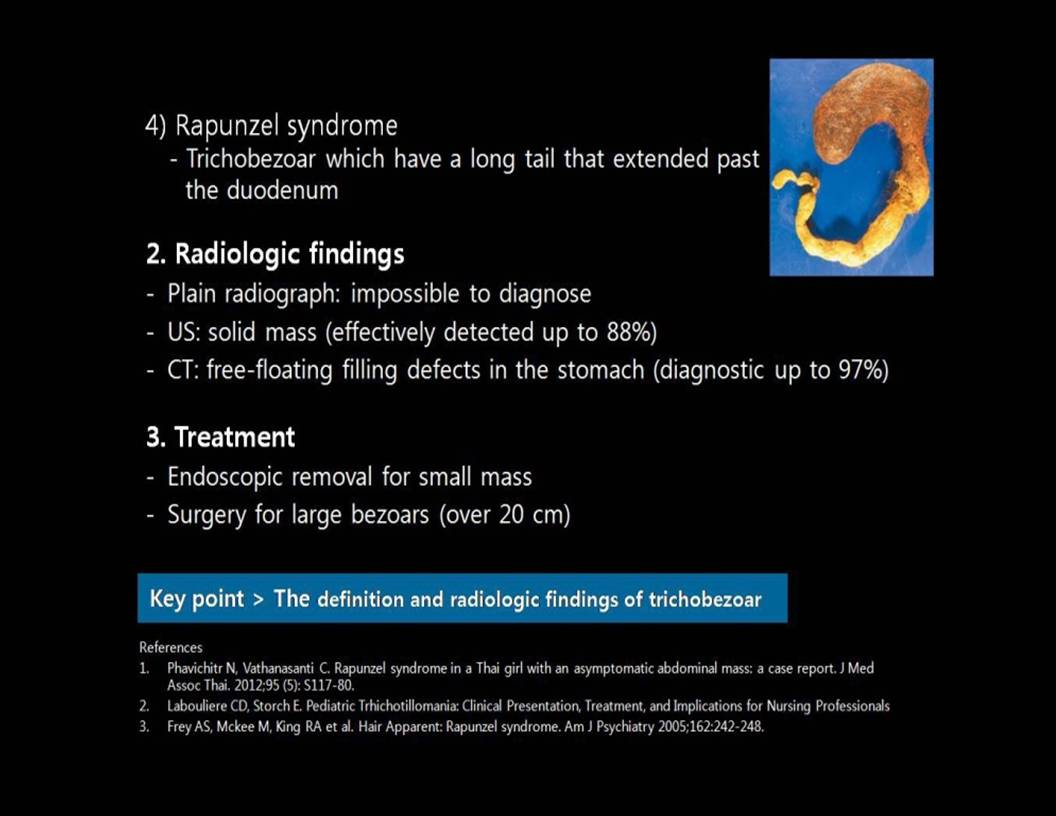 4) Rapunzel syndrome
- Trichobezoar which have a long tail that extended past
the duodenum
2. Radiologic findings
- Plain radiograph: impossible to diagnose
- US: solid mass (effectively detected up to 88%)
- CT: free-floating filling defects in the stomach (diagnostic up to 97%)
3. Treatment
- Endoscopic removal for small mass
- Surgery for large bezoars (over 20 cm)
Key point > The definition and radiologic findings of trichobezoar
References
1. Phavichitr N, Vathanasanti C. Rapunzel syndrome in a Thai girl with an asymptomatic abdominal mass: a case report. J Med
Assoc Thai. 2012;95 (5): S117-80.
2. Labouliere CD, Storch E. Pediatric Trhichotillomania: Clinical Presentation, Treatment, and Implications for Nursing Professionals
3. Frey AS, Mckee M, King RA et al. Hair Apparent: Rapunzel syndrome. Am J Psychiatry 2005;162:242-248.